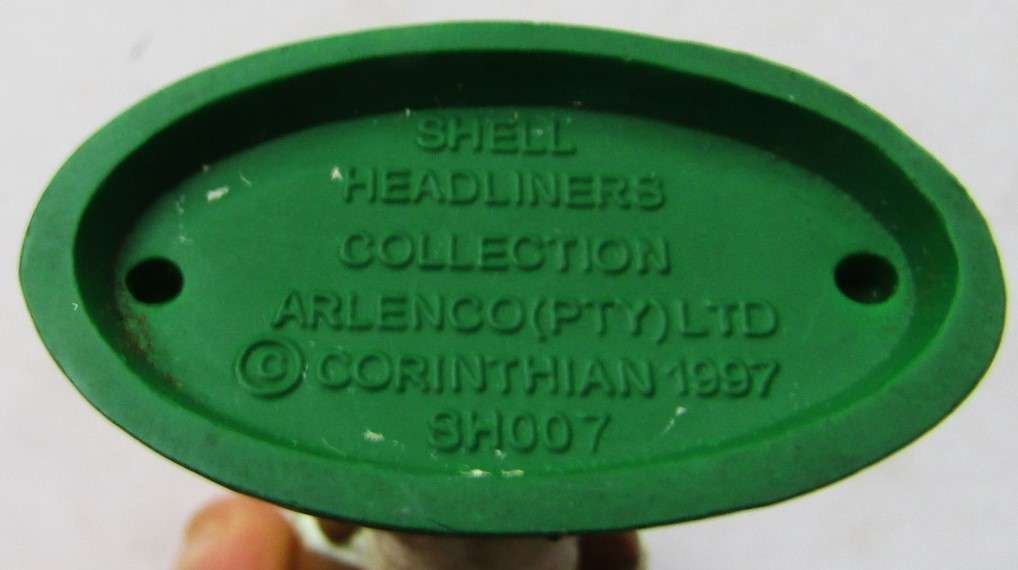 SHELL
HEADLINERS
COLLECTION
ARLENCO(PTY)LTD
© CORINTHIAN 1997
SH007